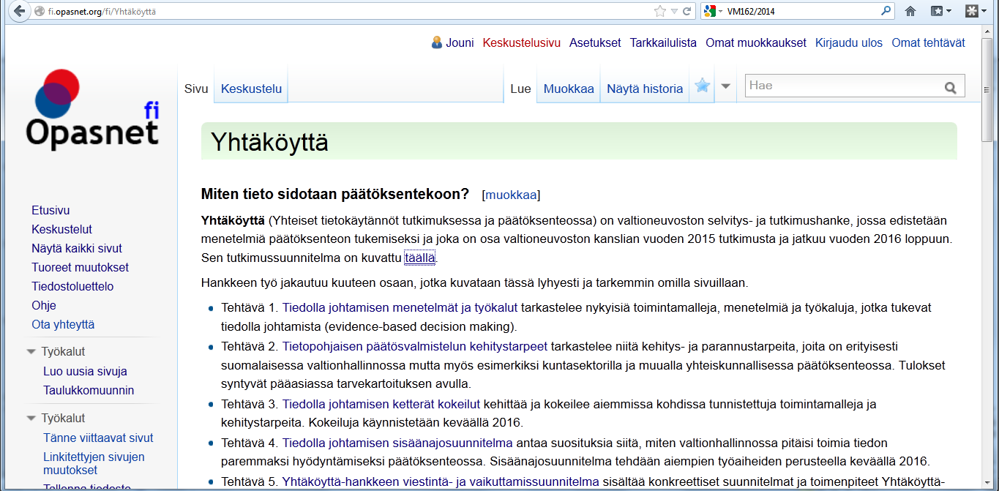 fi.opasnet.org/fi/Yhtäköyttä
VM162/2014
Jouni Keskustelusivu Asetukset Tarkkailulista Omat muokkaukset Kirjaudu ulos Omat tehtävät
fi
Opasnet
Sivu Keskustelu Lue Muokkaa Näytä historia Hae
Yhtäköyttä
Miten tieto sidotaan päätöksentekoon? [muokkaa]
Yhtäköyttä (Yhteiset tietokäytännöt tutkimuksessa ja päätöksenteossa) on valtioneuvoston selvitys- ja tutkimushanke, jossa edistetään
menetelmiä päätöksenteon tukemiseksi ja joka on osa valtioneuvoston kanslian vuoden 2015 tutkimusta ja jatkuu vuoden 2016 loppuun.
Sen tutkimussuunnitelma on kuvattu täällä.
Hankkeen työ jakautuu kuuteen osaan, jotka kuvataan tässä lyhyesti ja tarkemmin omilla sivuillaan.
Tehtävä 1. Tiedolla johtamisen menetelmät ja työkalut tarkastelee nykyisiä toimintamalleja, menetelmiä ja työkaluja, jotka tukevat
tiedolla johtamista (evidence-based decision making).
Tehtävä 2. Tietopohjaisen päätösvalmistelun kehitystarpeet tarkastelee niitä kehitys- ja parannustarpeita, joita on erityisesti
suomalaisessa valtionhallinnossa mutta myös esimerkiksi kuntasektorilla ja muualla yhteiskunnallisessa päätöksenteossa. Tulokset
syntyvät pääasiassa tarvekartoituksen avulla.
Tehtävä 3. Tiedolla johtamisen ketterät kokeilut kehittää ja kokeilee aiemmissa kohdissa tunnistettuja toimintamalleja ja
kehitystarpeita. Kokeiluja käynnistetään keväällä 2016.
Tehtävä 4. Tiedolla johtamisen sisäänajosuunnitelma antaa suosituksia siitä, miten valtionhallinnossa pitäisi toimia tiedon
paremmaksi hyödyntämiseksi päätöksenteossa. Sisäänajosuunnitelma tehdään aiempien työaiheiden perusteella keväällä 2016.
Tehtävä 5. Yhtäköyttä-hankkeen viestintä- ja vaikuttamissuunnitelma sisältää konkreettiset suunnitelmat ja toimenpiteet Yhtäköyttä-
Etusivu
Keskustelut
Näytä kaikki sivut
Tuoreet muutokset
Tiedostoluettelo
Ohje
Ota yhteyttä
Työkalut
Luo uusia sivuja
Taulukkomuunnin
Työkalut
Tänne viittaavat sivut
Linkitettyjen sivujen
muutokset
Tallenna tiedosto